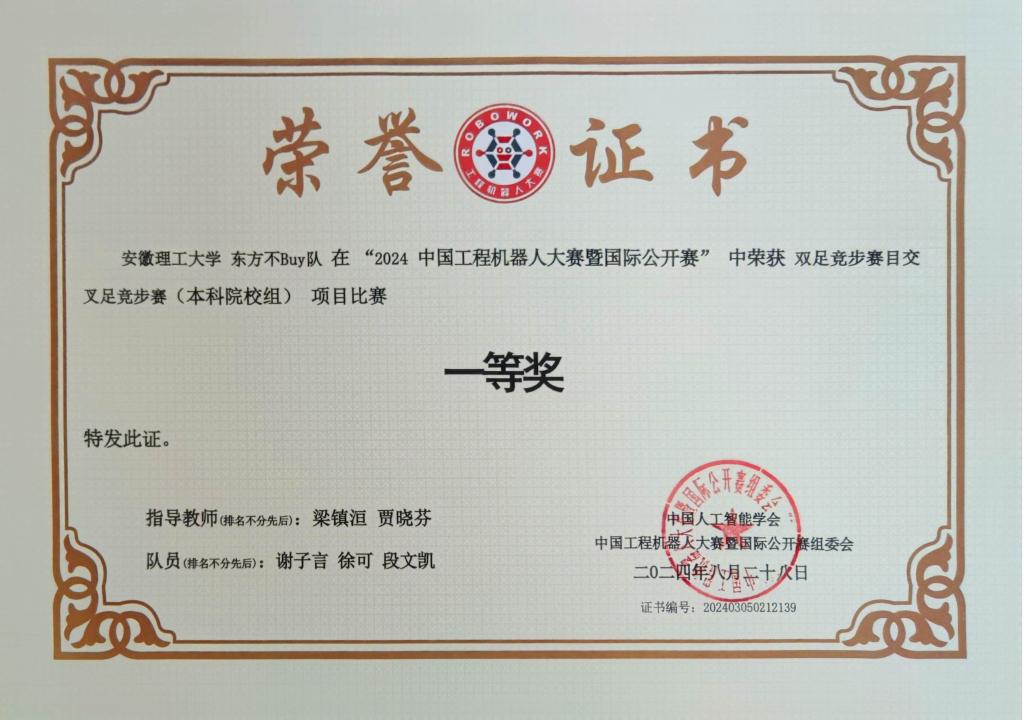 荣誉证书
ROBOWORK
工程机器人大赛
安徽理工大学 东方不Buy队 在 “2024 中国工程机器人大赛暨国际公开赛” 中荣获 双足竞步赛目交
叉足竞步赛（本科院校组） 项目比赛
一等奖
特发此证。
指导教师(排名不分先后)：梁镇洹 贾晓芬
队员(排名不分先后)：谢子言 徐可 段文凯
中国人工智能学会
中国工程机器人大赛暨国际公开赛组委会
二〇二四年八月二十八日
证书编号：202403050212139